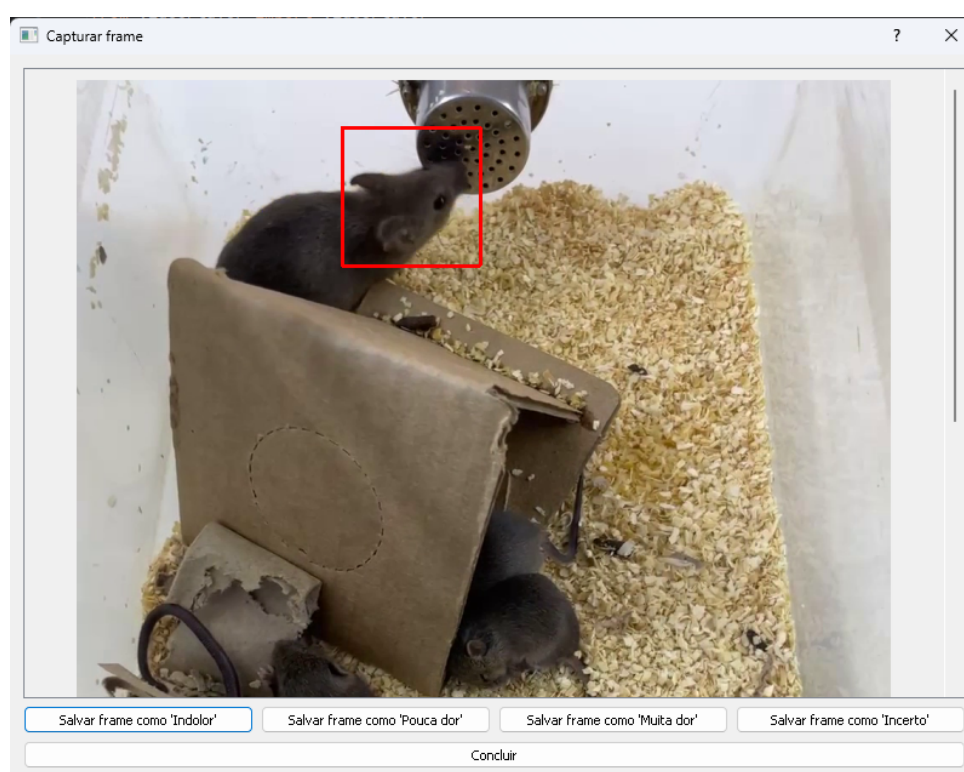 Capturar frame
?
Salvar frame como 'Indolor'
Salvar frame como 'Pouca dor'
Salvar frame como 'Muita dor'
Salvar frame como 'Incerto'
Concluir